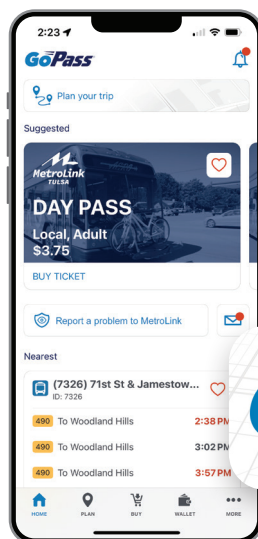 2:23
GoPass
Plan your trip
Suggested
MetroLink
TULSA
DAY PASS
Local, Adult
$3.75
BUY TICKET
Report a problem to MetroLink
Nearest
(7326) 71st St & Jamestow...
ID: 7326
490 To Woodland Hills 2:38 PM
490 To Woodland Hills 3:02 PM
490 To Woodland Hills 3:57 PM
HOME PLAN BUY WALLET MORE